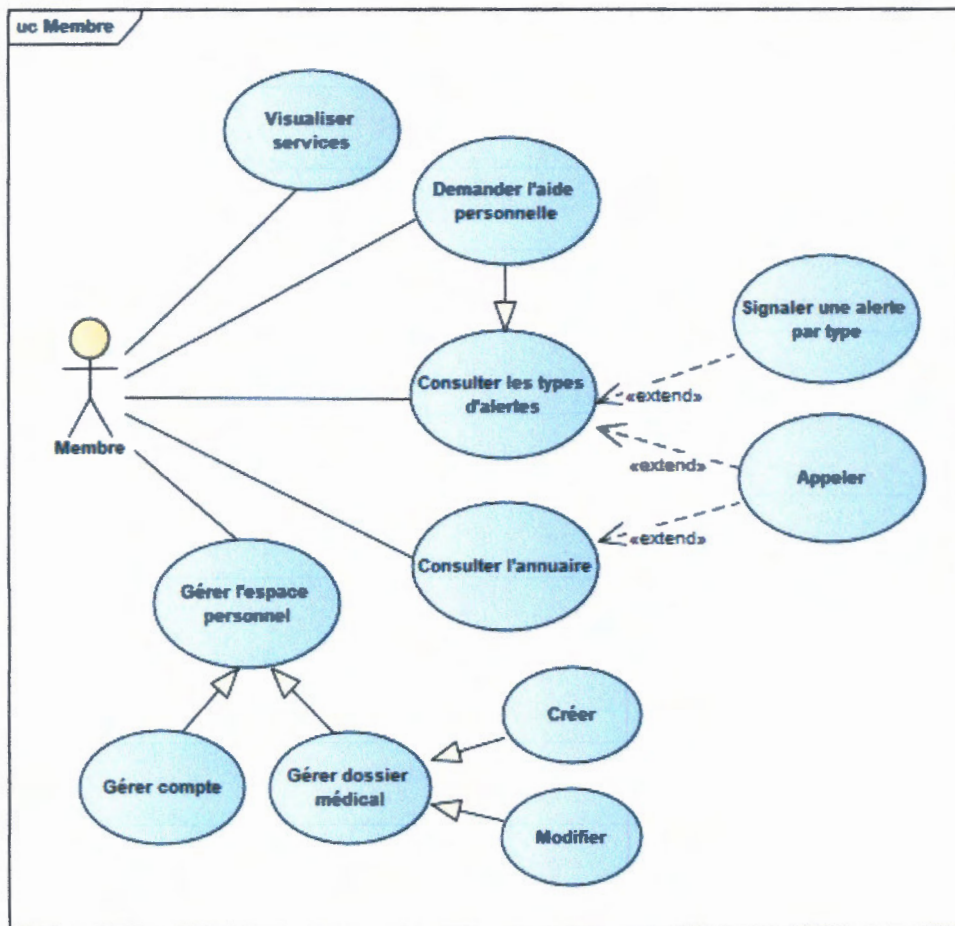 uc Membre
Visualiser
services
Demander l'aide
personnelle
Signaler une alerte
par type
Consulter les types
d'alertes
«extend»
Membre
«extend»
Appeler
«extend»
Consulter l'annuaire
Gérer l'espace
personnel
Créer
Gérer compte
Gérer dossier
médical
Modifier